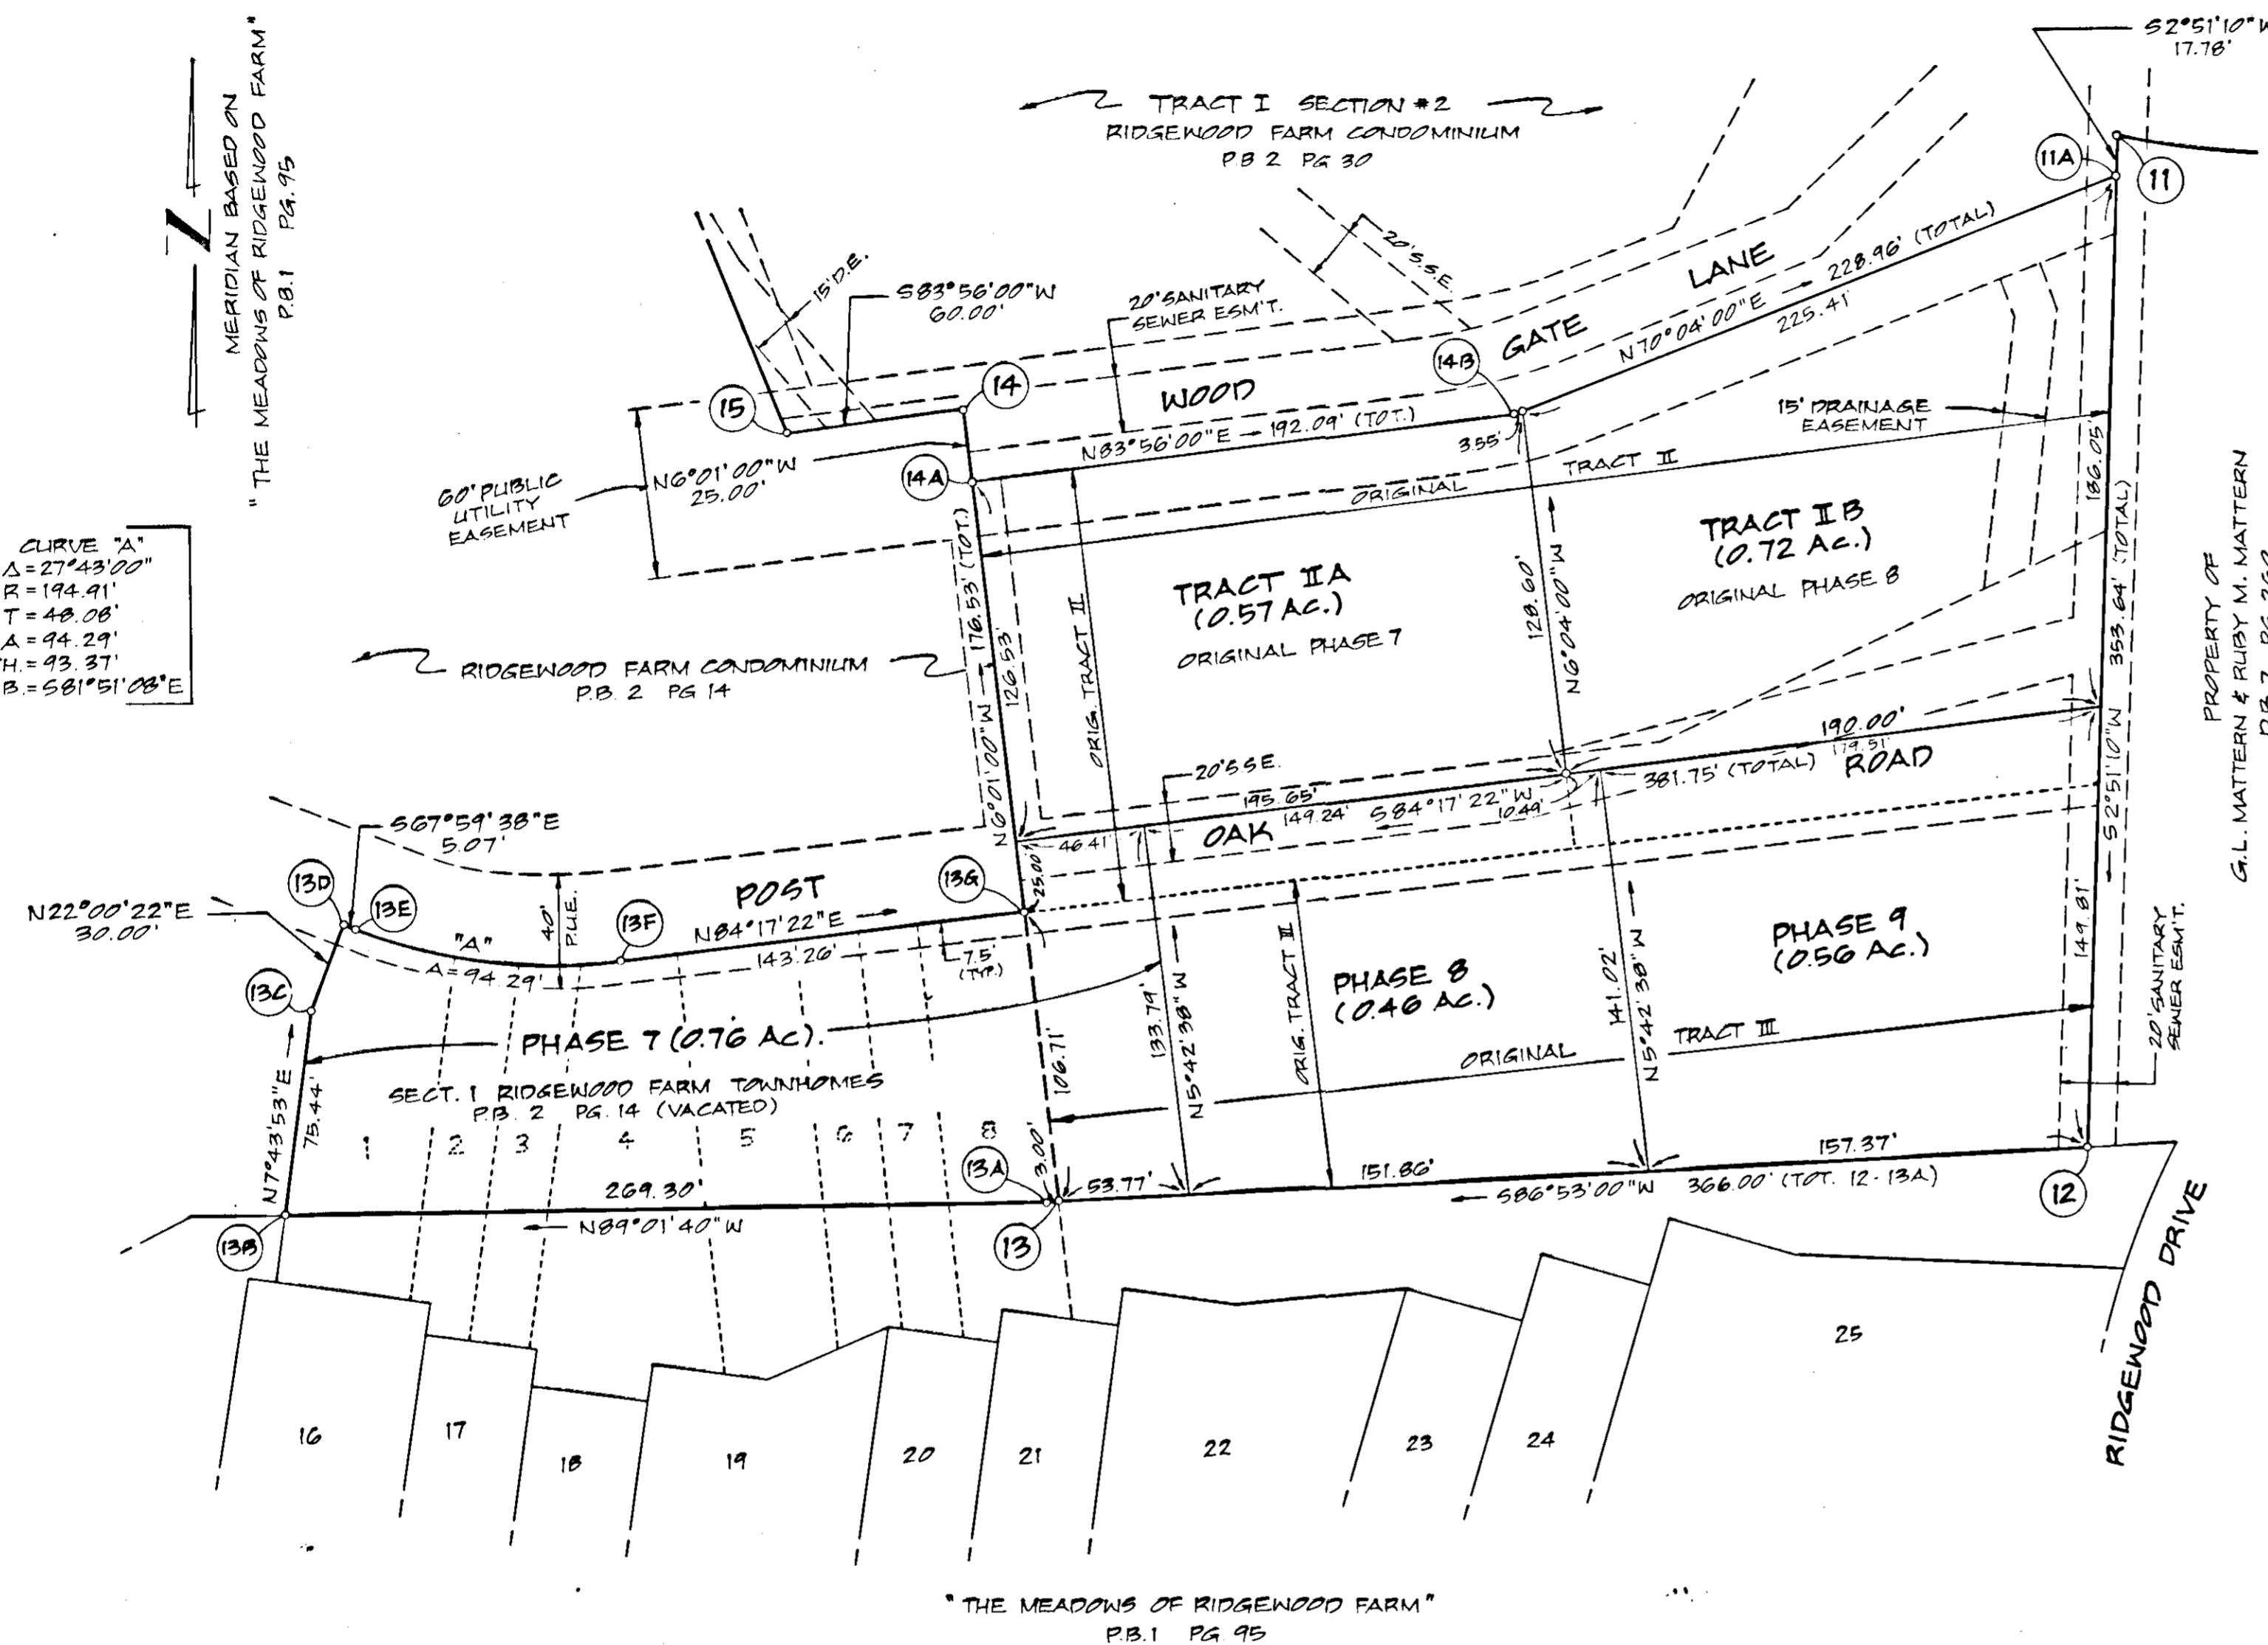 S2°51'10"W
17.78'
MERIDIAN BASED ON
"THE MEADOWS OF RIDGEWOOD FARM"
P.B.1 PG.95
TRACT I SECTION #2
RIDGEWOOD FARM CONDOMINIUM
P.B 2 PG 30
11A
11
15' D.E.
S83°56'00"W
60.00'
20' SANITARY
SEWER ESM'T.
20' S.S.E.
WOOD GATE LANE
N70°04'00"E 228.96' (TOTAL)
225.41'
15
14
14B
N83°56'00"E 192.09' (TOT.)
3.55'
15' DRAINAGE
EASEMENT
14A
N6°01'00"W
25.00'
60' PUBLIC
UTILITY
EASEMENT
ORIGINAL TRACT II
186.05'
CURVE "A"
Δ=27°43'00"
R=194.91'
T=48.08'
A=94.29'
H.=93.37'
B.=S81°51'08"E
TRACT II A
(0.57 AC.)
ORIGINAL PHASE 7
TRACT II B
(0.72 AC.)
ORIGINAL PHASE 8
N6°01'00"W 176.53' (TOT.)
126.53'
ORIG. TRACT II
128.60'
N6°04'00"W
S2°51'10"W 353.64' (TOTAL)
PROPERTY OF
G.L. MATTERN & RUBY M. MATTERN
RIDGEWOOD FARM CONDOMINIUM
P.B. 2 PG 14
20' S.S.E.
190.00'
179.51'
195.65'
149.24' S84°17'22"W 10.49' 381.75' (TOTAL)
46.41'
POST OAK ROAD
25.00'
S67°59'38"E
5.07'
13D
13E
13F
13G
N22°00'22"E
30.00'
"A"
A=94.29'
40'
P.U.E.
N84°17'22"E
143.26'
7.5'
(TYP.)
13C
PHASE 7 (0.76 AC).
PHASE 8
(0.46 AC.)
PHASE 9
(0.56 AC.)
149.81'
20' SANITARY
SEWER ESM'T.
133.79'
N5°42'38"W
ORIG. TRACT III
141.02'
N5°42'38"W
ORIGINAL TRACT III
106.71'
N7°43'53"E
75.44'
SECT. 1 RIDGEWOOD FARM TOWNHOMES
P.B. 2 PG. 14 (VACATED)
1 2 3 4 5 6 7 8
13A
3.00'
269.30'
N89°01'40"W
53.77'
151.86'
157.37'
S86°53'00"W 366.00' (TOT. 12-13A)
13B
13
12
RIDGEWOOD DRIVE
16 17 18 19 20 21 22 23 24 25
"THE MEADOWS OF RIDGEWOOD FARM"
P.B.1 PG. 95